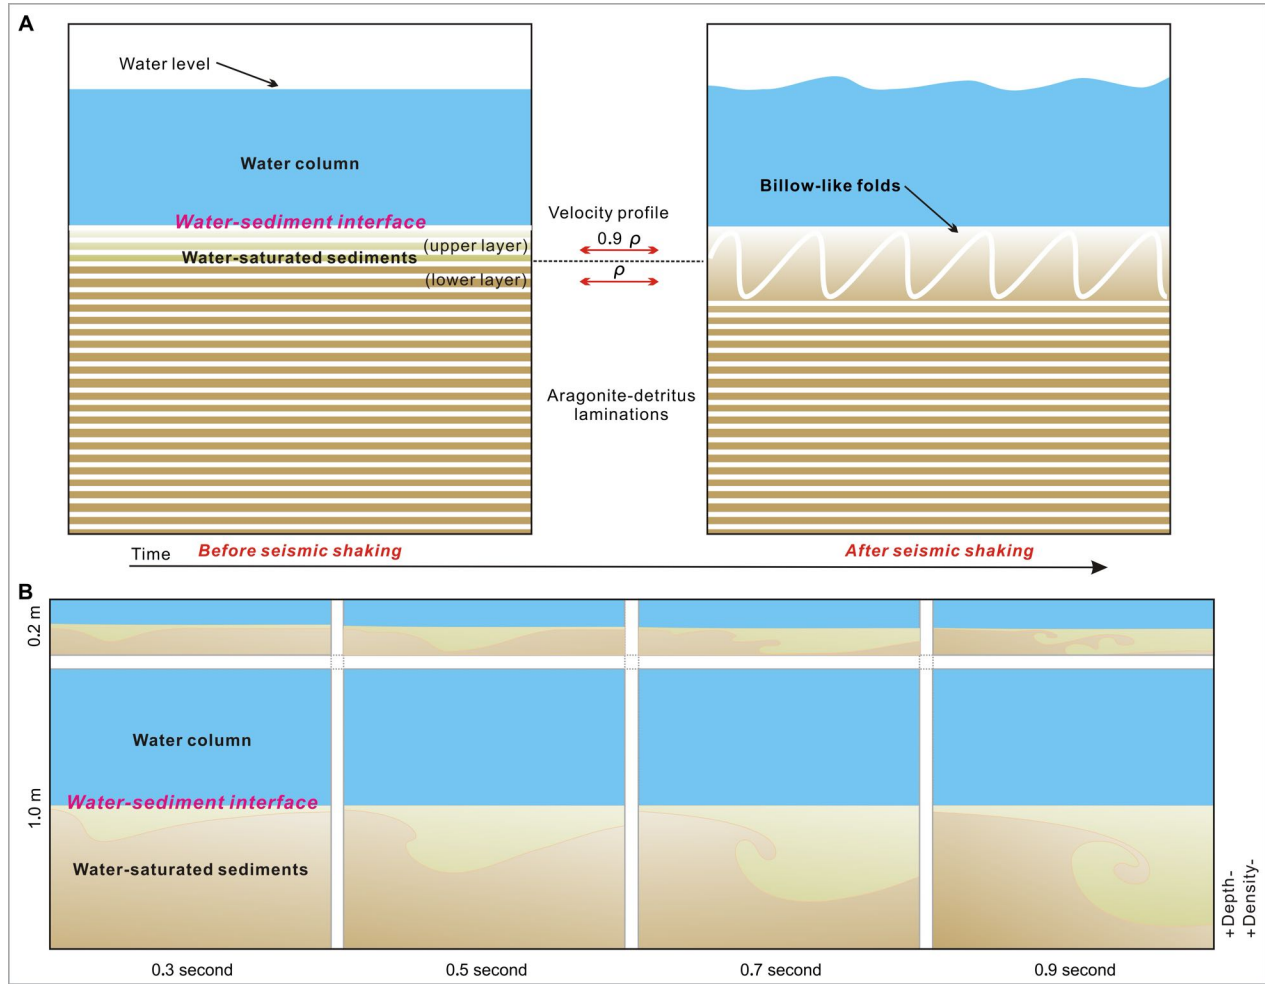 A
Water level
Water column
Water-sediment interface
(upper layer)
Water-saturated sediments
(lower layer)
Velocity profile
0.9 ρ
ρ
Aragonite-detritus
laminations
Billow-like folds
Time
Before seismic shaking
After seismic shaking
B
0.2 m
1.0 m
Water column
Water-sediment interface
Water-saturated sediments
+Depth-
+Density-
0.3 second
0.5 second
0.7 second
0.9 second